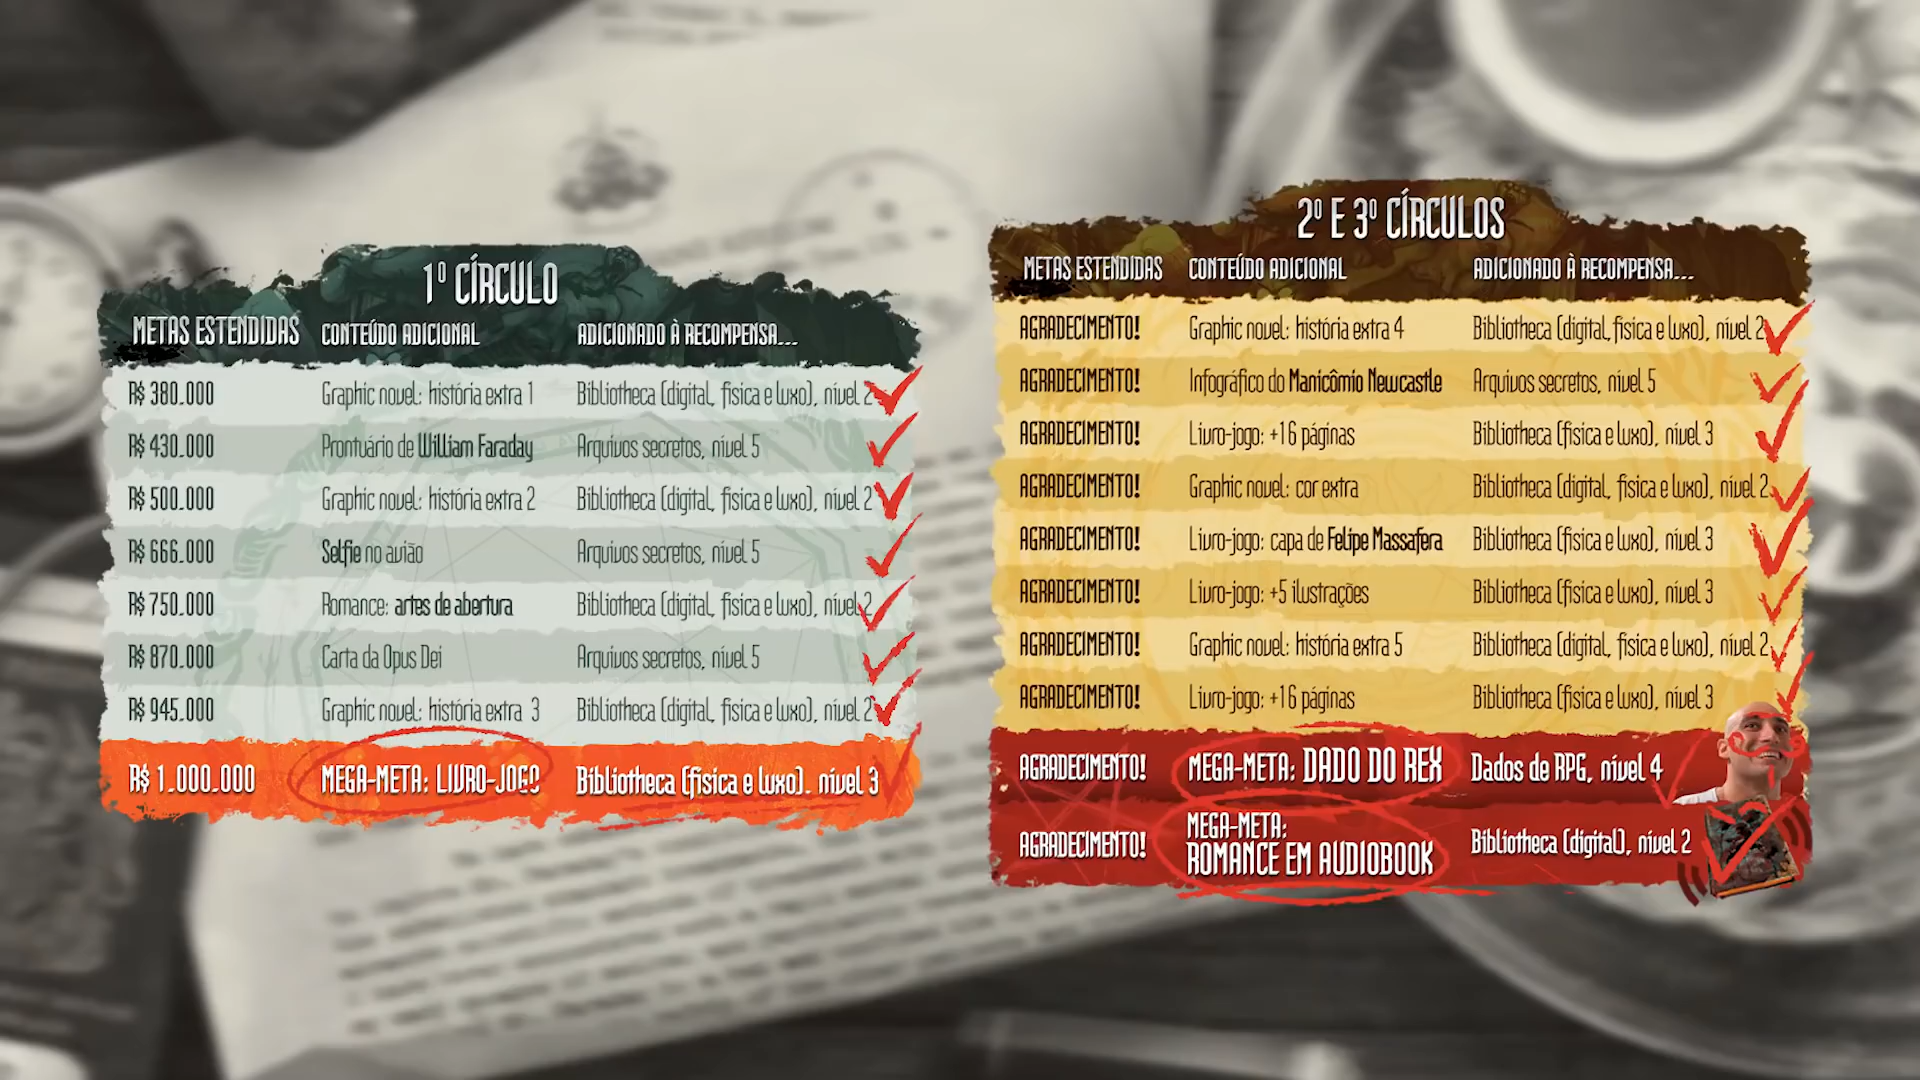 1º CÍRCULO
METAS ESTENDIDAS CONTEÚDO ADICIONAL ADICIONADO À RECOMPENSA...
R$ 380.000 Graphic novel: história extra 1 Bibliotheca (digital, física e luxo), nível 2
R$ 430.000 Prontuário de William Faraday Arquivos secretos, nível 5
R$ 500.000 Graphic novel: história extra 2 Bibliotheca (digital, física e luxo), nível 2
R$ 666.000 Selfie no avião Arquivos secretos, nível 5
R$ 750.000 Romance: artes de abertura Bibliotheca (digital, física e luxo), nível 2
R$ 870.000 Carta da Opus Dei Arquivos secretos, nível 5
R$ 945.000 Graphic novel: história extra 3 Bibliotheca (digital, física e luxo), nível 2
R$ 1.000.000 MEGA-META: LIVRO-JOGO Bibliotheca (física e luxo). nível 3
2º E 3º CÍRCULOS
METAS ESTENDIDAS CONTEÚDO ADICIONAL ADICIONADO À RECOMPENSA...
AGRADECIMENTO! Graphic novel: história extra 4 Bibliotheca (digital, física e luxo), nível 2
AGRADECIMENTO! Infográfico do Manicômio Newcastle Arquivos secretos, nível 5
AGRADECIMENTO! Livro-jogo: +16 páginas Bibliotheca (física e luxo), nível 3
AGRADECIMENTO! Graphic novel: cor extra Bibliotheca (digital, física e luxo), nível 2
AGRADECIMENTO! Livro-jogo: capa de Felipe Massafera Bibliotheca (física e luxo), nível 3
AGRADECIMENTO! Livro-jogo: +5 ilustrações Bibliotheca (física e luxo), nível 3
AGRADECIMENTO! Graphic novel: história extra 5 Bibliotheca (digital, física e luxo), nível 2
AGRADECIMENTO! Livro-jogo: +16 páginas Bibliotheca (física e luxo), nível 3
AGRADECIMENTO! MEGA-META: DADO DO REX Dados de RPG, nível 4
AGRADECIMENTO! MEGA-META: ROMANCE EM AUDIOBOOK Bibliotheca (digital), nível 2